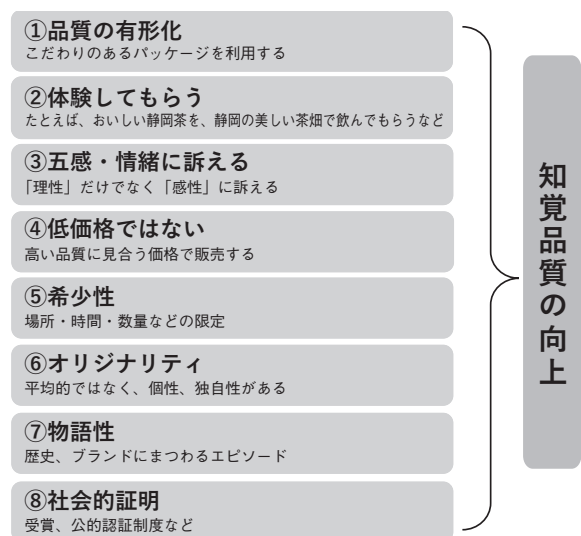 ①品質の有形化
こだわりのあるパッケージを利用する
②体験してもらう
たとえば、おいしい静岡茶を、静岡の美しい茶畑で飲んでもらうなど
③五感・情緒に訴える
「理性」だけでなく「感性」に訴える
④低価格ではない
高い品質に見合う価格で販売する
⑤希少性
場所・時間・数量などの限定
⑥オリジナリティ
平均的ではなく、個性、独自性がある
⑦物語性
歴史、ブランドにまつわるエピソード
⑧社会的証明
受賞、公的認証制度など
知覚品質の向上